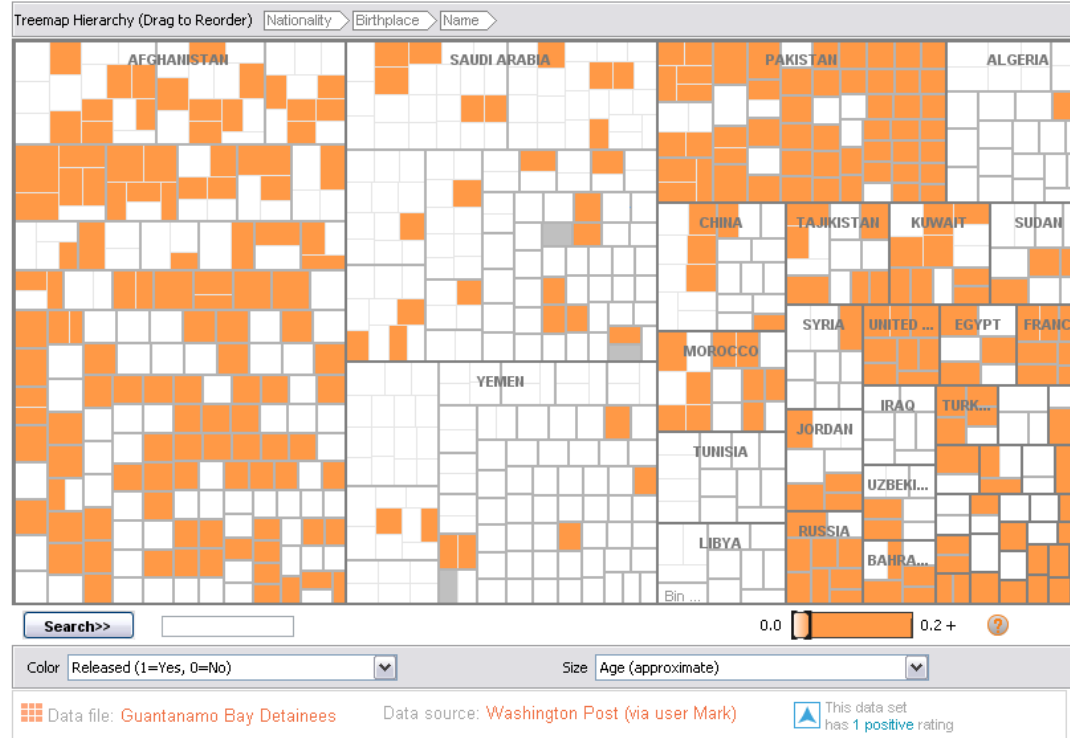 Treemap Hierarchy (Drag to Reorder) Nationality Birthplace Name
AFGHANISTAN SAUDI ARABIA PAKISTAN ALGERIA
CHINA TAJIKISTAN KUWAIT SUDAN
SYRIA UNITED ... EGYPT FRANC
MOROCCO
YEMEN
IRAQ TURK...
JORDAN
TUNISIA
UZBEKI...
RUSSIA
LIBYA
BAHRA...
Bin ...
Search>> 0.0 0.2 + ?
Color Released (1=Yes, 0=No) Size Age (approximate)
Data file: Guantanamo Bay Detainees Data source: Washington Post (via user Mark) This data set
has 1 positive rating